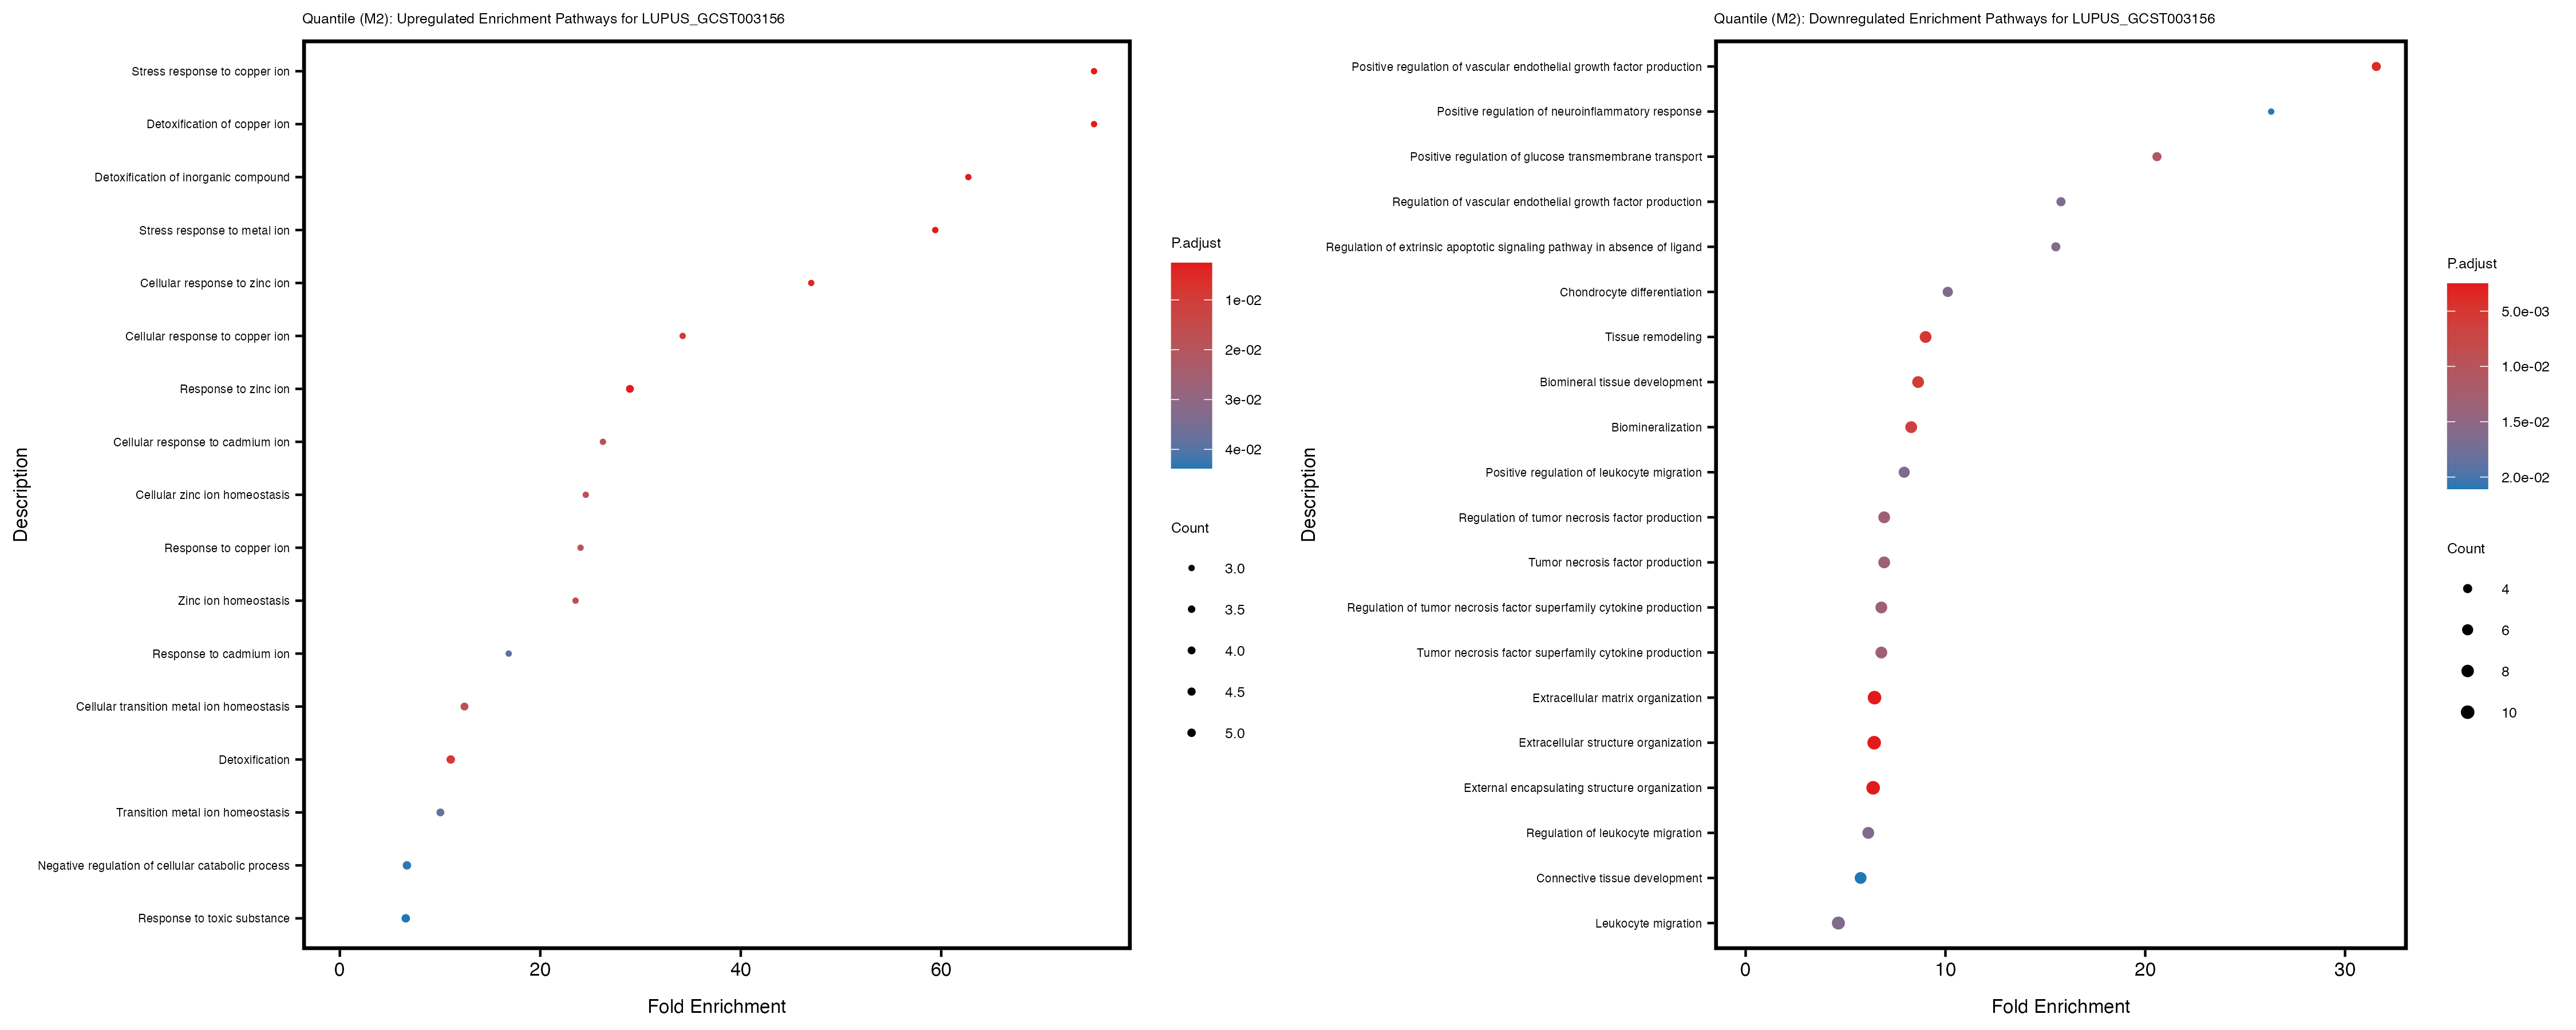 Quantile (M2): Upregulated Enrichment Pathways for LUPUS_GCST003156
Description
Stress response to copper ion
Detoxification of copper ion
Detoxification of inorganic compound
Stress response to metal ion
Cellular response to zinc ion
Cellular response to copper ion
Response to zinc ion
Cellular response to cadmium ion
Cellular zinc ion homeostasis
Response to copper ion
Zinc ion homeostasis
Response to cadmium ion
Cellular transition metal ion homeostasis
Detoxification
Transition metal ion homeostasis
Negative regulation of cellular catabolic process
Response to toxic substance
0 20 40 60
Fold Enrichment
P.adjust
1e-02
2e-02
3e-02
4e-02
Count
3.0
3.5
4.0
4.5
5.0
Quantile (M2): Downregulated Enrichment Pathways for LUPUS_GCST003156
Description
Positive regulation of vascular endothelial growth factor production
Positive regulation of neuroinflammatory response
Positive regulation of glucose transmembrane transport
Regulation of vascular endothelial growth factor production
Regulation of extrinsic apoptotic signaling pathway in absence of ligand
Chondrocyte differentiation
Tissue remodeling
Biomineral tissue development
Biomineralization
Positive regulation of leukocyte migration
Regulation of tumor necrosis factor production
Tumor necrosis factor production
Regulation of tumor necrosis factor superfamily cytokine production
Tumor necrosis factor superfamily cytokine production
Extracellular matrix organization
Extracellular structure organization
External encapsulating structure organization
Regulation of leukocyte migration
Connective tissue development
Leukocyte migration
0 10 20 30
Fold Enrichment
P.adjust
5.0e-03
1.0e-02
1.5e-02
2.0e-02
Count
4
6
8
10